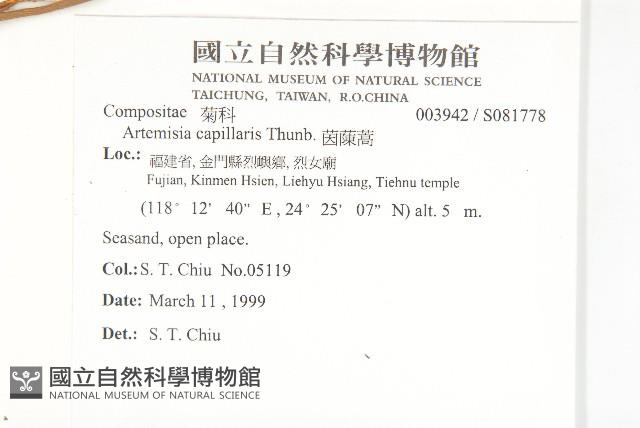 國立自然科學博物館
NATIONAL MUSEUM OF NATURAL SCIENCE
TAICHUNG, TAIWAN, R.O.CHINA
Compositae 菊科 003942 / S081778
Artemisia capillaris Thunb. 茵蔯蒿
Loc.: 福建省, 金門縣烈嶼鄉, 烈女廟
Fujian, Kinmen Hsien, Liehyu Hsiang, Tiehnu temple
(118° 12' 40" E , 24° 25' 07" N) alt. 5 m.
Seasand, open place.
Col.: S. T. Chiu No.05119
Date: March 11 , 1999
Det.: S. T. Chiu
國立自然科學博物館
NATIONAL MUSEUM OF NATURAL SCIENCE